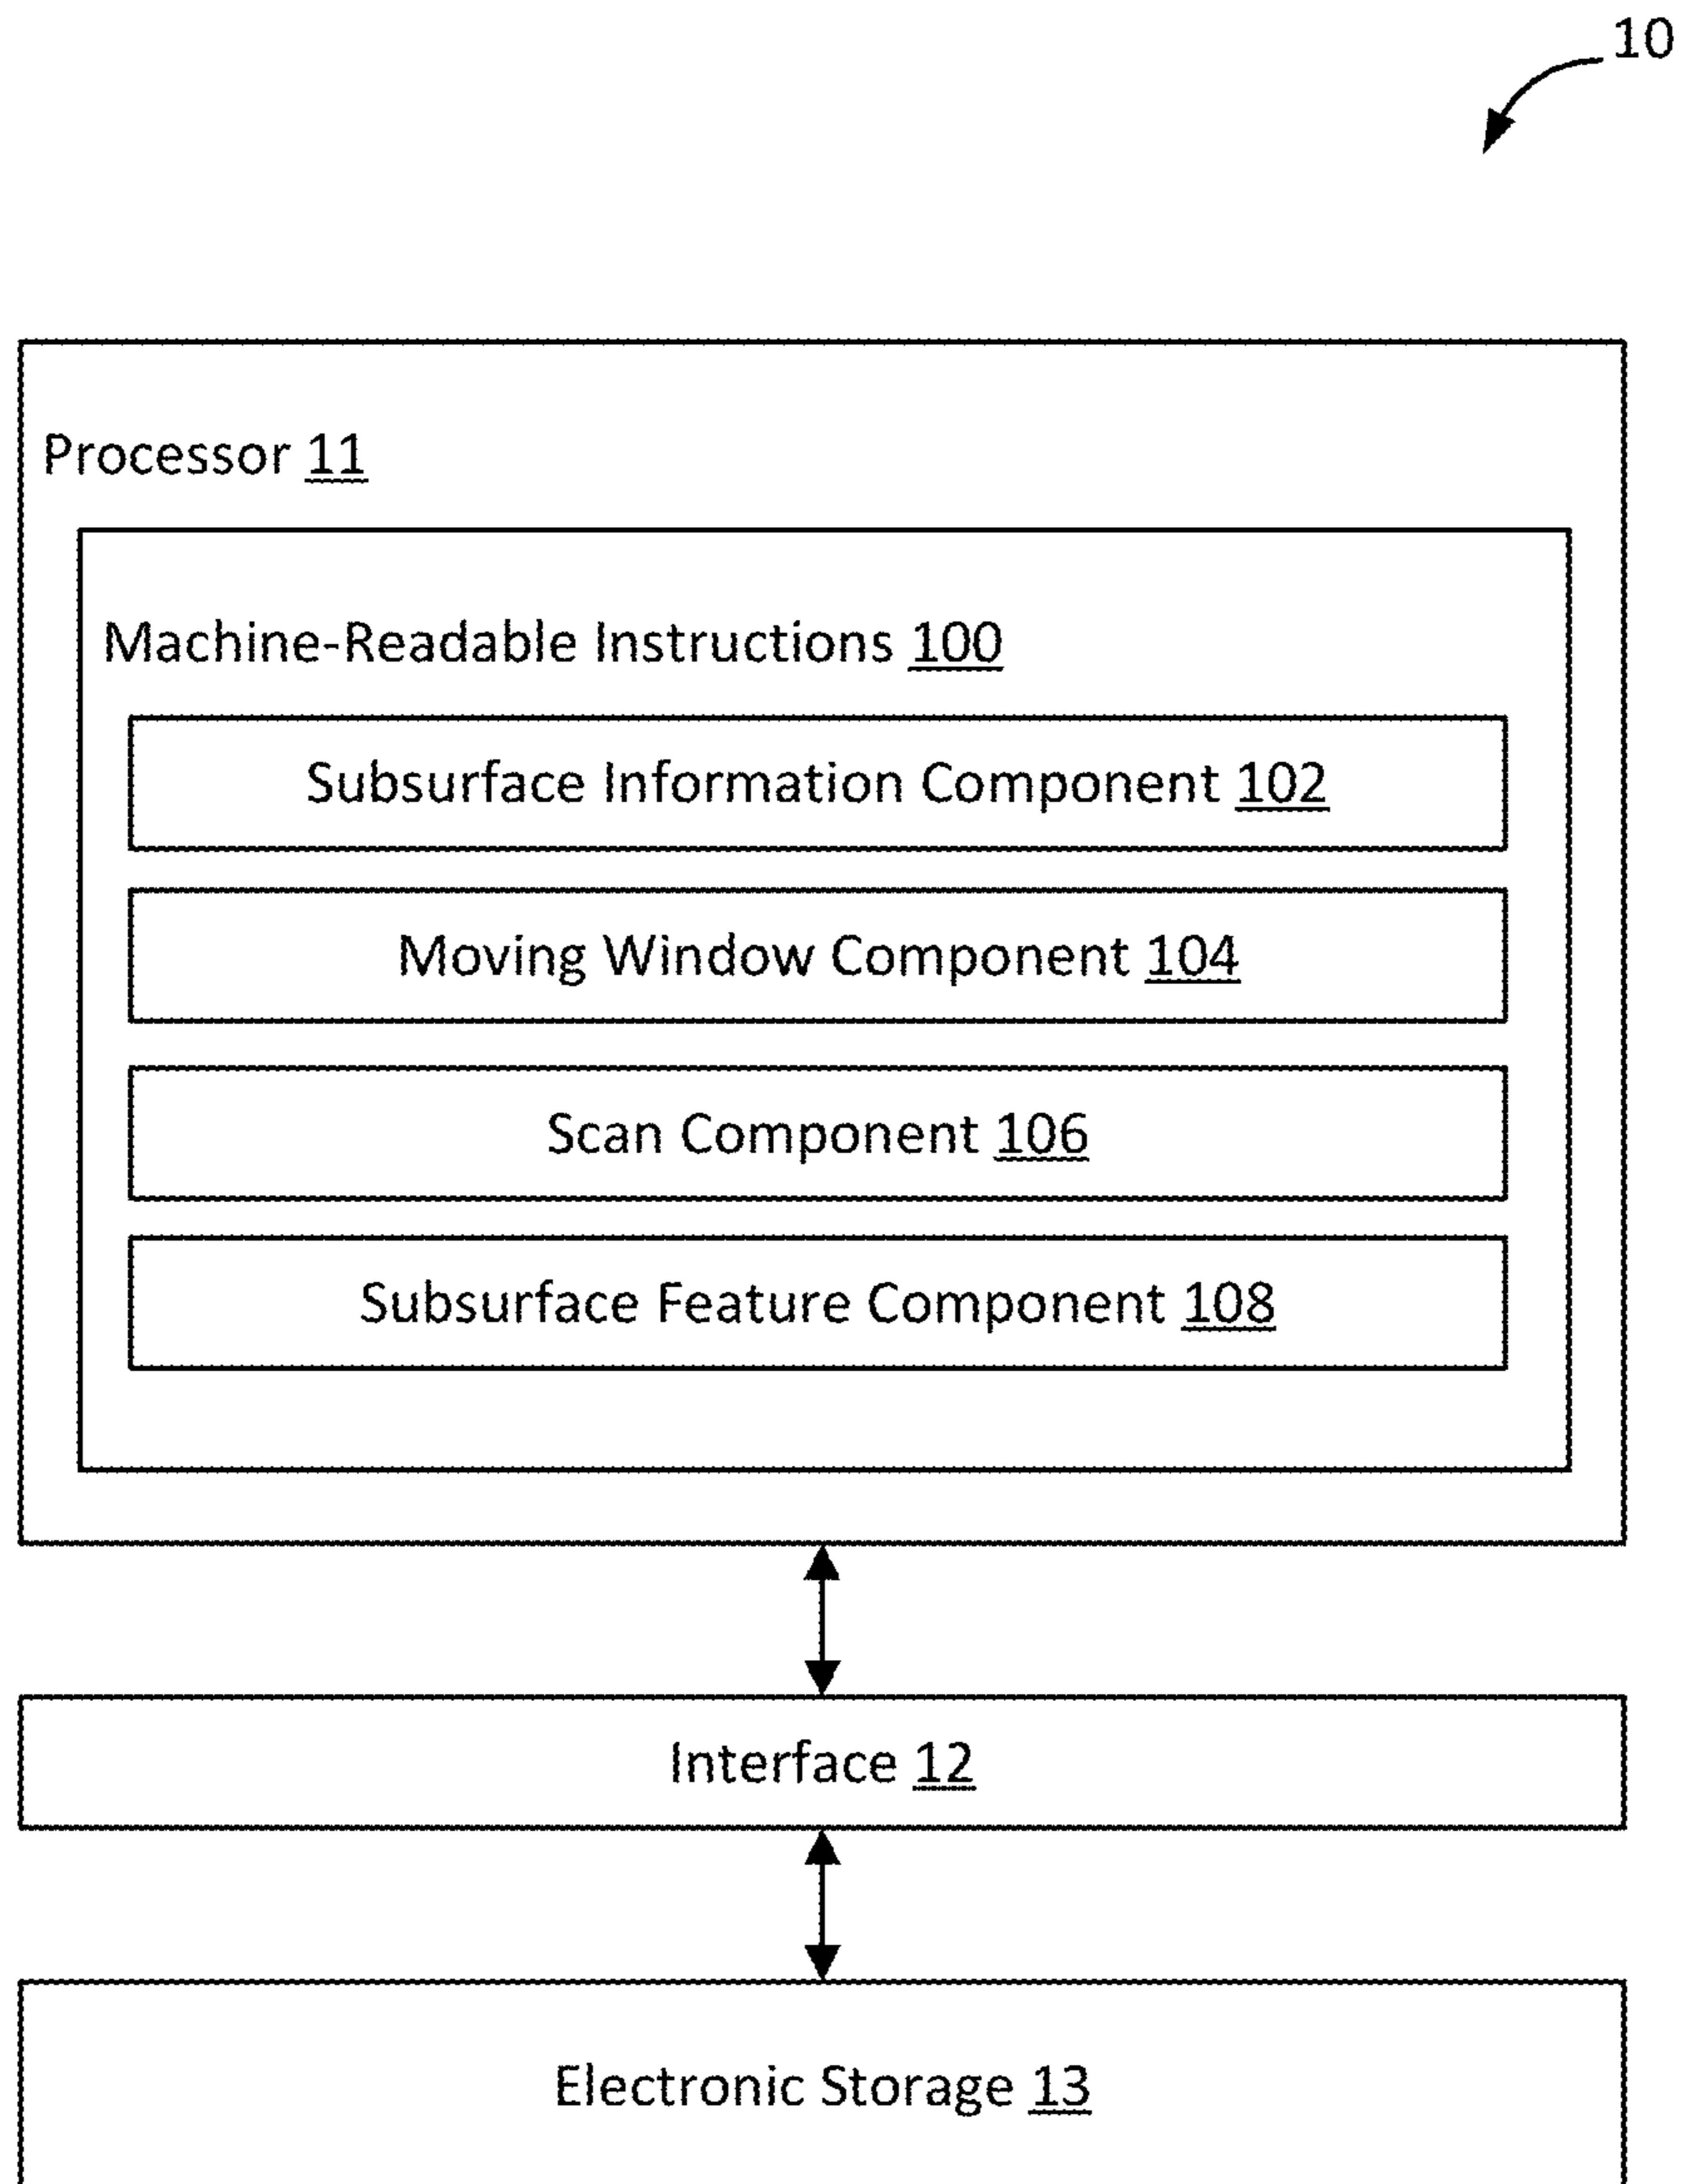 10
Processor 11
Machine-Readable Instructions 100
Subsurface Information Component 102
Moving Window Component 104
Scan Component 106
Subsurface Feature Component 108
Interface 12
Electronic Storage 13